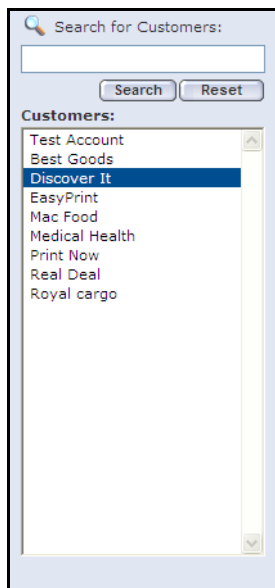 Search for Customers:
Search Reset
Customers:
Test Account
Best Goods
Discover It
EasyPrint
Mac Food
Medical Health
Print Now
Real Deal
Royal cargo